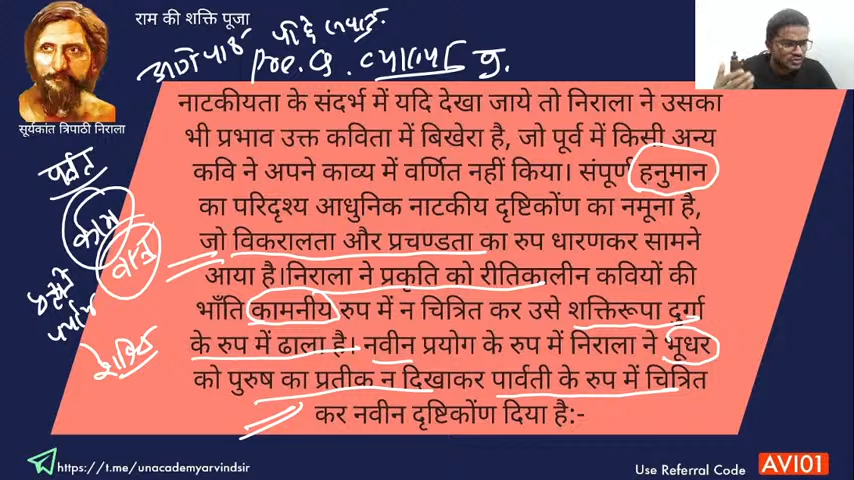 राम की शक्ति पूजा
सूर्यकांत त्रिपाठी निराला
नाटकीयता के संदर्भ में यदि देखा जाये तो निराला ने उसका
भी प्रभाव उक्त कविता में बिखेरा है, जो पूर्व में किसी अन्य
कवि ने अपने काव्य में वर्णित नहीं किया। संपूर्ण हनुमान
का परिदृश्य आधुनिक नाटकीय दृष्टिकोंण का नमूना है,
जो विकरालता और प्रचण्डता का रुप धारणकर सामने
आया है।निराला ने प्रकृति को रीतिकालीन कवियों की
भाँति कामनीय रुप में न चित्रित कर उसे शक्तिरूपा दुर्गा
के रुप में ढाला है। नवीन प्रयोग के रुप में निराला ने भूधर
को पुरुष का प्रतीक न दिखाकर पार्वती के रुप में चित्रित
कर नवीन दृष्टिकोंण दिया है:-
पर्वत
काम
https://t.me/unacademyarvindsir
Use Referral Code AVI01